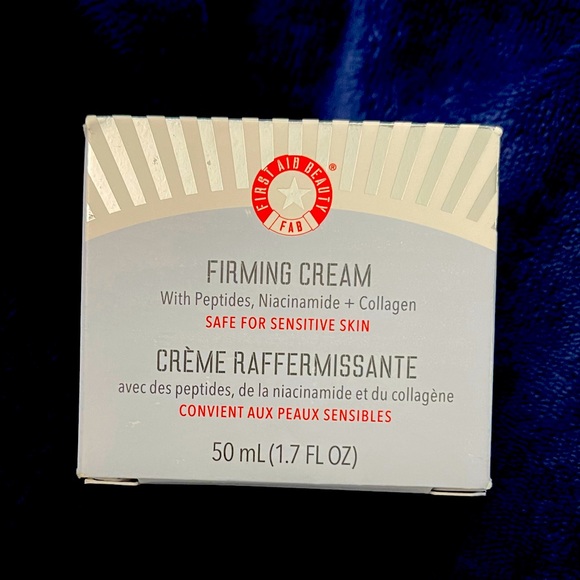 FIRST AID BEAUTY
FAB
®
FIRMING CREAM
With Peptides, Niacinamide + Collagen
SAFE FOR SENSITIVE SKIN
CRÈME RAFFERMISSANTE
avec des peptides, de la niacinamide et du collagène
CONVIENT AUX PEAUX SENSIBLES
50 mL (1.7 FL OZ)